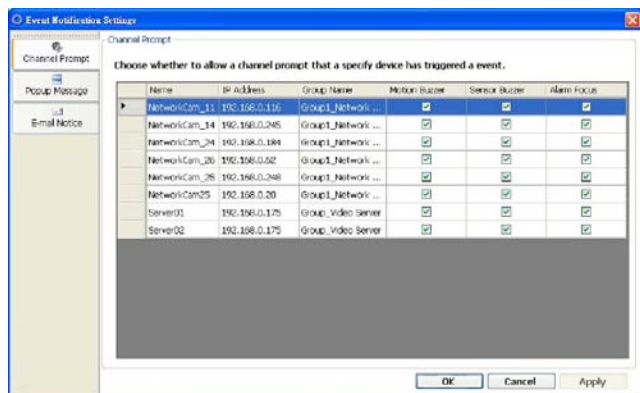 Event Notification Settings
Channel Prompt
Popup Message
E-mail Notice
Channel Prompt
Choose whether to allow a channel prompt that a specify device has triggered a event.
Name IP Address Group Name Motion Buzzer Sensor Buzzer Alarm Focus
NetworkCam_11 192.168.0.116 Group1_Network ...
NetworkCam_14 192.168.0.245 Group1_Network ...
NetworkCam_24 192.168.0.184 Group1_Network ...
NetworkCam_26 192.168.0.62 Group1_Network ...
NetworkCam_28 192.168.0.248 Group1_Network ...
NetworkCam25 192.168.0.20 Group1_Network ...
Server01 192.168.0.175 Group_Video Server
Server02 192.168.0.175 Group_Video Server
OK Cancel Apply